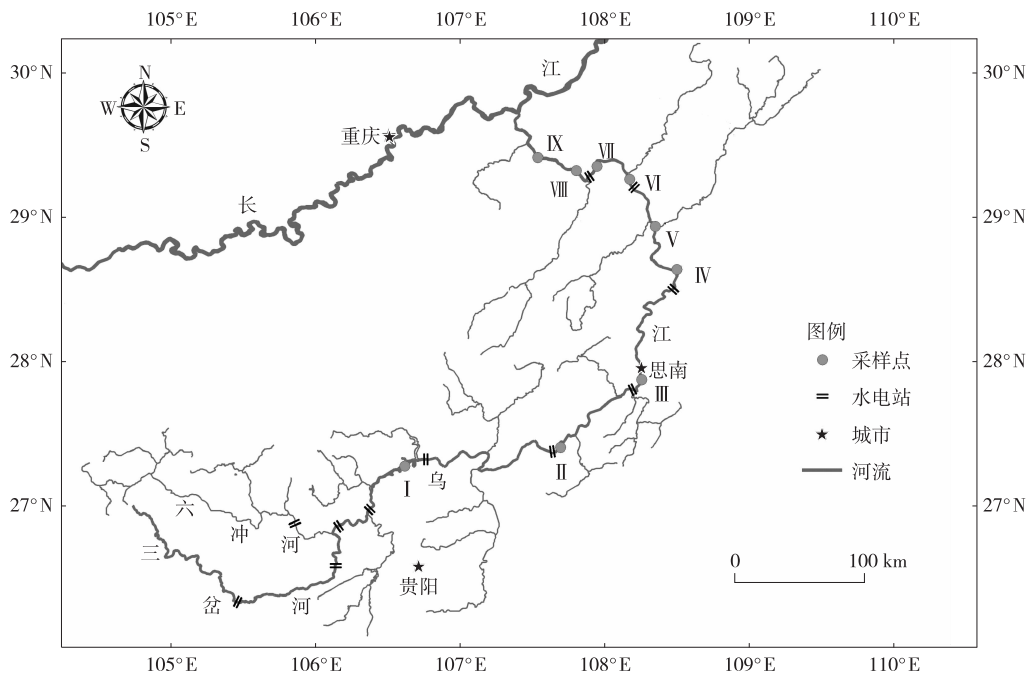 105°E 106°E 107°E 108°E 109°E 110°E
30°N 30°N
N
W E
S
江
重庆
Ⅸ
Ⅶ
Ⅷ
Ⅵ
长
29°N 29°N
Ⅴ
Ⅳ
江
图例
采样点
水电站
城市
河流
28°N 28°N
思南
Ⅲ
Ⅱ
Ⅰ
乌
27°N 27°N
六
冲
河
三
岔
河
贵阳
0 100 km
105°E 106°E 107°E 108°E 109°E 110°E